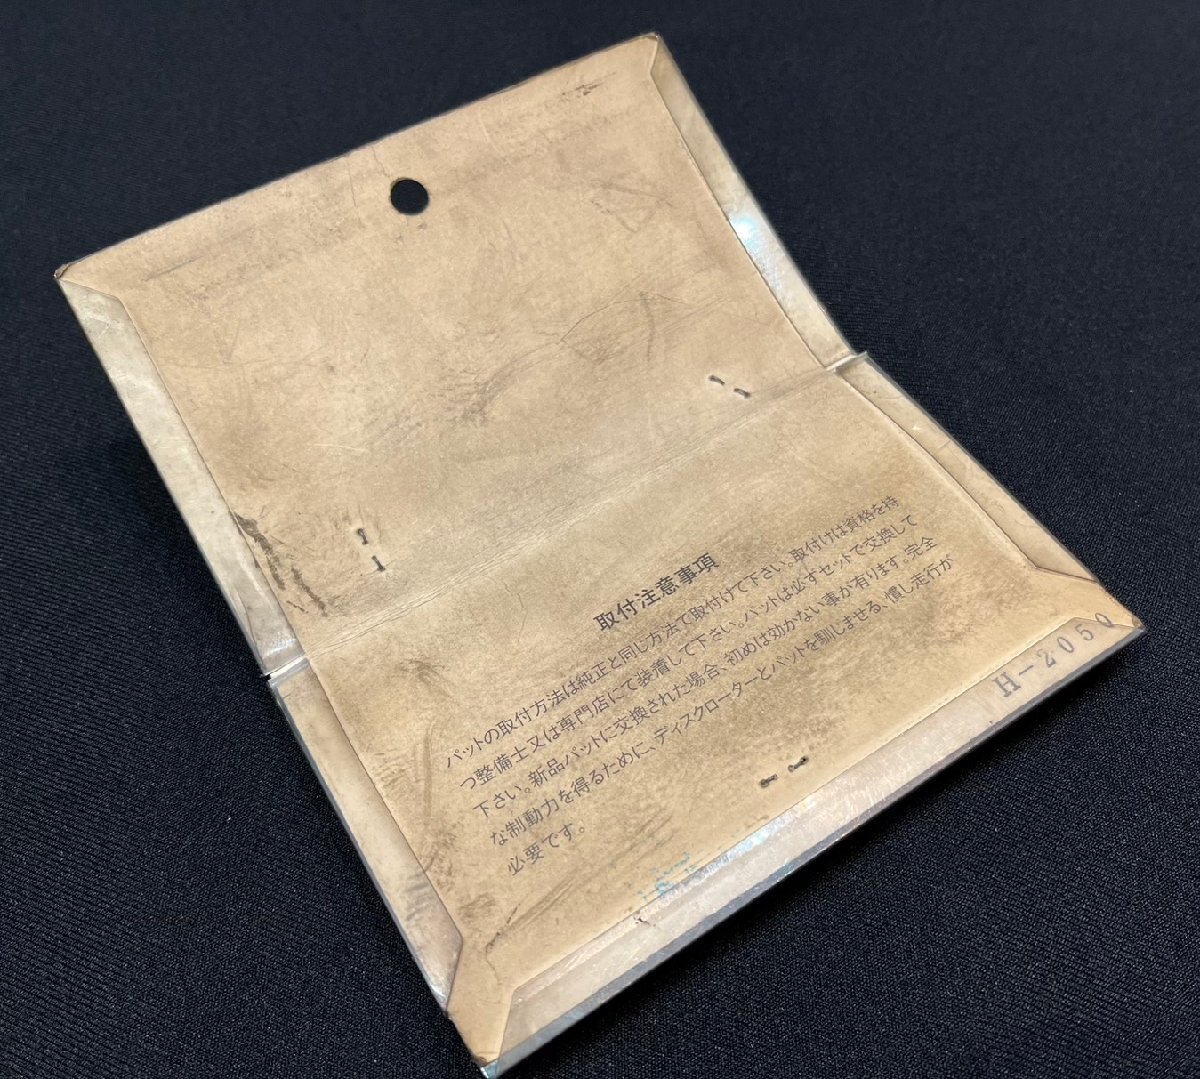 取付注意事項
パットの取付方法は純正と同じ方法で取付けて下さい。取付けは資格を持
つ整備士又は専門店にて装着して下さい。パットは必ずセットで交換して
下さい。新品パットに交換された場合、初めは効かない事が有ります。完全
な制動力を得るために、ディスクローターとパットを馴しませる、慣し走行が
必要です。
H-2050